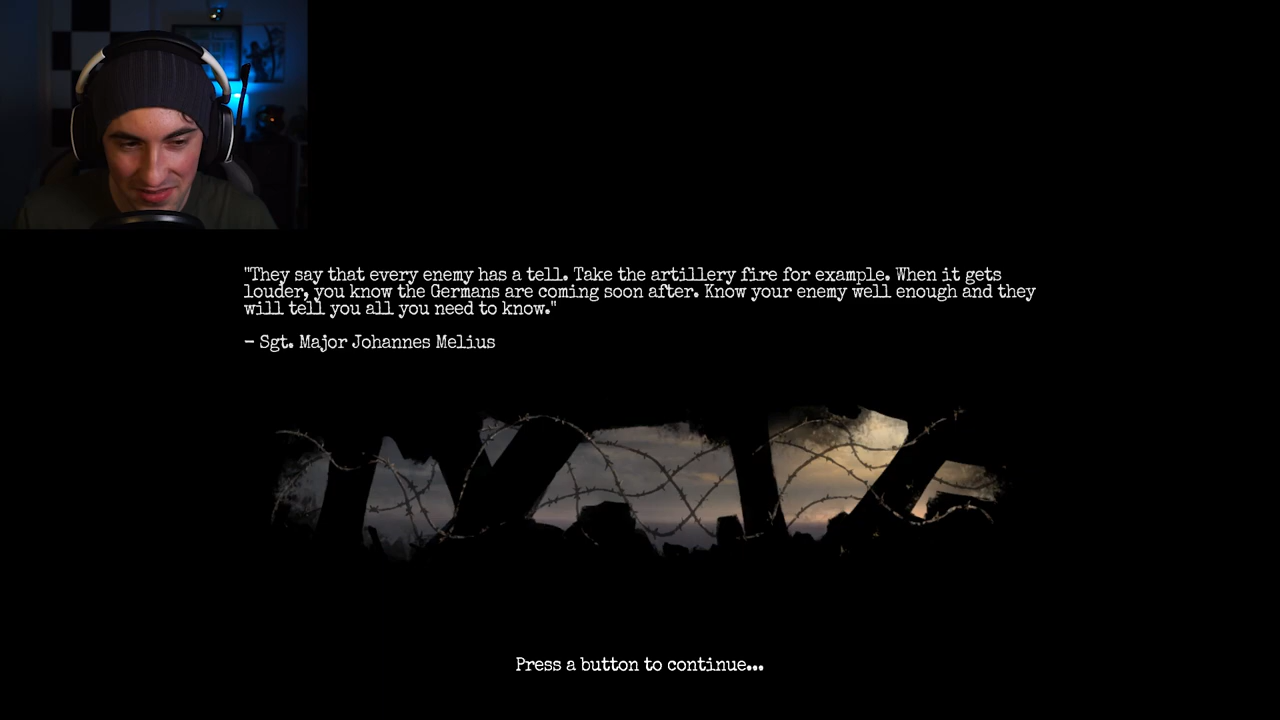 "They say that every enemy has a tell. Take the artillery fire for example. When it gets
louder, you know the Germans are coming soon after. Know your enemy well enough and they
will tell you all you need to know."
– Sgt. Major Johannes Melius
Press a button to continue...